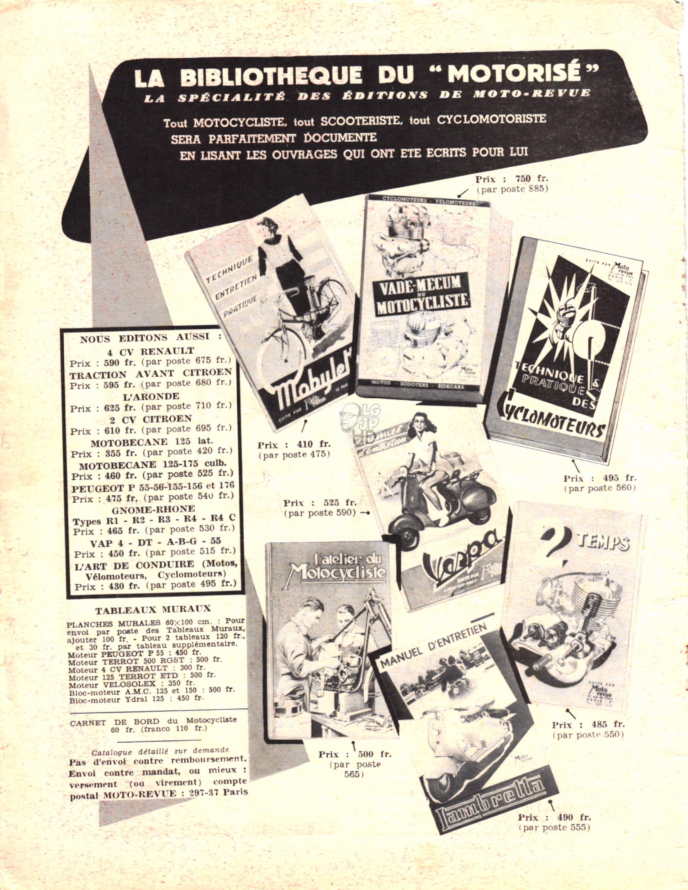 LA BIBLIOTHEQUE DU "MOTORISÉ"
LA SPÉCIALITÉ DES ÉDITIONS DE MOTO-REVUE
Tout MOTOCYCLISTE, tout SCOOTERISTE, tout CYCLOMOTORISTE
SERA PARFAITEMENT DOCUMENTE
EN LISANT LES OUVRAGES QUI ONT ETE ECRITS POUR LUI
Prix : 750 fr.
(par poste 885)
TECHNIQUE
ENTRETIEN
PRATIQUE
Mobylet
Prix : 410 fr.
(par poste 475)
CYCLOMOTEURS - VELOMOTEURS
VADE-MECUM
DU
MOTOCYCLISTE
MOTOS - SCOOTERS - SIDECARS
EDITE PAR
Moto
revue
TECHNIQUE &
PRATIQUE
DES
CYCLOMOTEURS
Prix : 495 fr.
(par poste 560)
NOUS EDITONS AUSSI :
4 CV RENAULT
Prix : 590 fr. (par poste 675 fr.)
TRACTION AVANT CITROEN
Prix : 595 fr. (par poste 680 fr.)
L'ARONDE
Prix : 625 fr. (par poste 710 fr.)
2 CV CITROEN
Prix : 610 fr. (par poste 695 fr.)
MOTOBECANE 125 lat.
Prix : 355 fr. (par poste 420 fr.)
MOTOBECANE 125-175 culb.
Prix : 460 fr. (par poste 525 fr.)
PEUGEOT P 55-56-155-156 et 176
Prix : 475 fr. (par poste 540 fr.)
GNOME-RHONE
Types R1 - R2 - R3 - R4 - R4 C
Prix : 465 fr. (par poste 530 fr.)
VAP 4 - DT - A-B-G - 55
Prix : 450 fr. (par poste 515 fr.)
L'ART DE CONDUIRE (Motos,
Vélomoteurs, Cyclomoteurs)
Prix : 430 fr. (par poste 495 fr.)
Prix : 525 fr.
(par poste 590)
Vespa
l'atelier du
Motocycliste
Prix : 500 fr.
(par poste
565)
2 TEMPS
Prix : 485 fr.
(par poste 550)
MANUEL D'ENTRETIEN
Lambretta
Prix : 490 fr.
(par poste 555)
TABLEAUX MURAUX
PLANCHES MURALES 60×100 cm. : Pour
envoi par poste des Tableaux Muraux,
ajouter 100 fr. - Pour 2 tableaux 120 fr.,
et 30 fr. par tableau supplémentaire.
Moteur PEUGEOT P 55 : 450 fr.
Moteur TERROT 500 RGST : 500 fr.
Moteur 4 CV RENAULT : 300 fr.
Moteur 125 TERROT ETD : 500 fr.
Moteur VELOSOLEX : 350 fr.
Bloc-moteur A.M.C. 125 et 150 : 500 fr.
Bloc-moteur Ydral 125 : 450 fr.
CARNET DE BORD du Motocycliste
60 fr. (franco 110 fr.)
Catalogue détaillé sur demande
Pas d'envoi contre remboursement.
Envoi contre mandat, ou mieux :
versement (ou virement) compte
postal MOTO-REVUE : 297-37 Paris